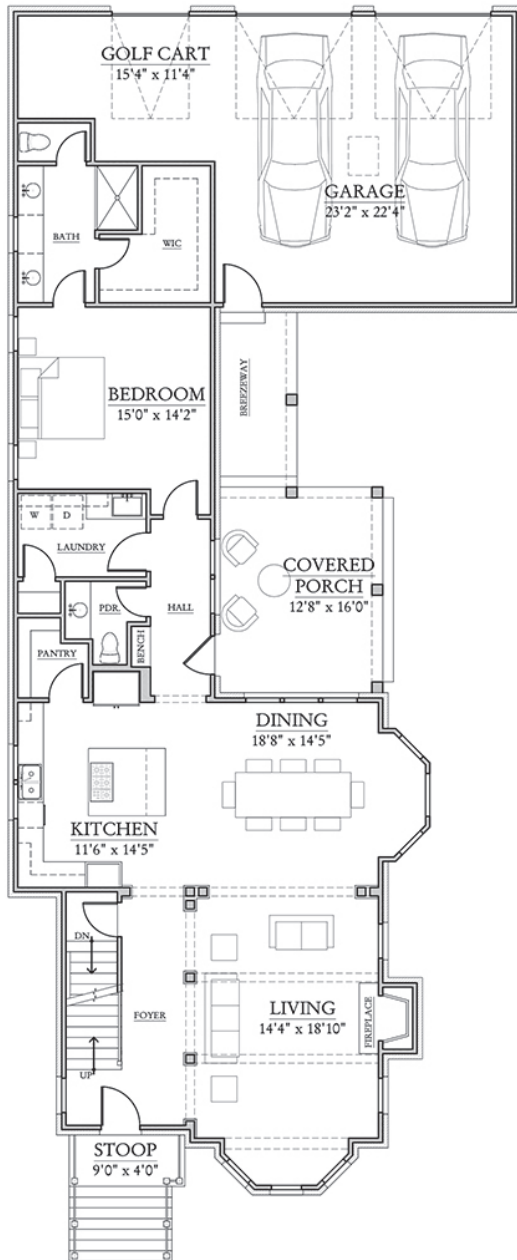 GOLF CART
15'4" x 11'4"
GARAGE
23'2" x 22'4"
BATH
WIC
BEDROOM
15'0" x 14'2"
BREEZEWAY
W
D
LAUNDRY
COVERED
PORCH
12'8" x 16'0"
PDR.
HALL
BENCH
PANTRY
DINING
18'8" x 14'5"
KITCHEN
11'6" x 14'5"
DN
FOYER
LIVING
14'4" x 18'10"
FIREPLACE
UP
STOOP
9'0" x 4'0"